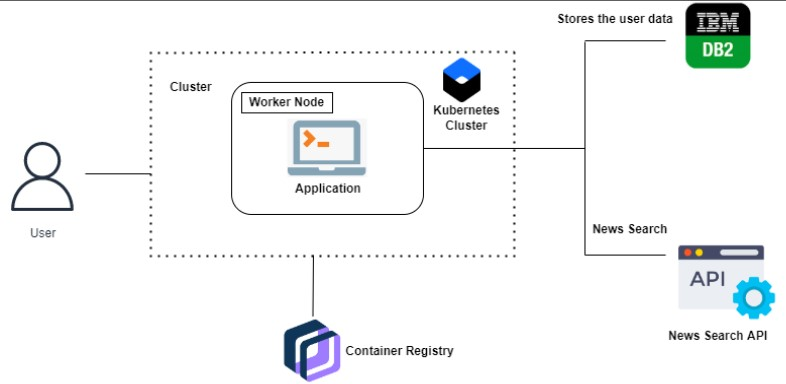 Stores the user data
IBM
DB2
Cluster
Worker Node
Kubernetes
Cluster
Application
User
News Search
API
News Search API
Container Registry